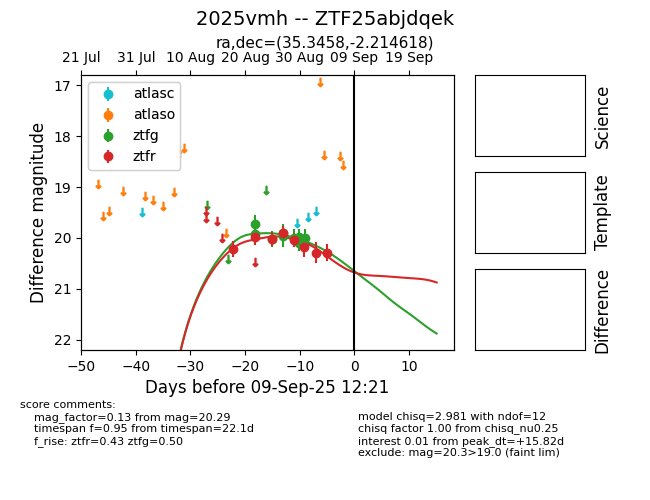 2025vmh -- ZTF25abjdqek
ra,dec=(35.3458,-2.214618)
21 Jul 31 Jul 10 Aug 20 Aug 30 Aug 09 Sep 19 Sep
atlasc
atlaso
ztfg
ztfr
17
18
19
20
21
22
Difference magnitude
−50 −40 −30 −20 −10 0 10
Days before 09-Sep-25 12:21
Science
Template
Difference
score comments:
mag_factor=0.13 from mag=20.29
timespan f=0.95 from timespan=22.1d
f_rise: ztfr=0.43 ztfg=0.50
model chisq=2.981 with ndof=12
chisq factor 1.00 from chisq_nu0.25
interest 0.01 from peak_dt=+15.82d
exclude: mag=20.3>19.0 (faint lim)